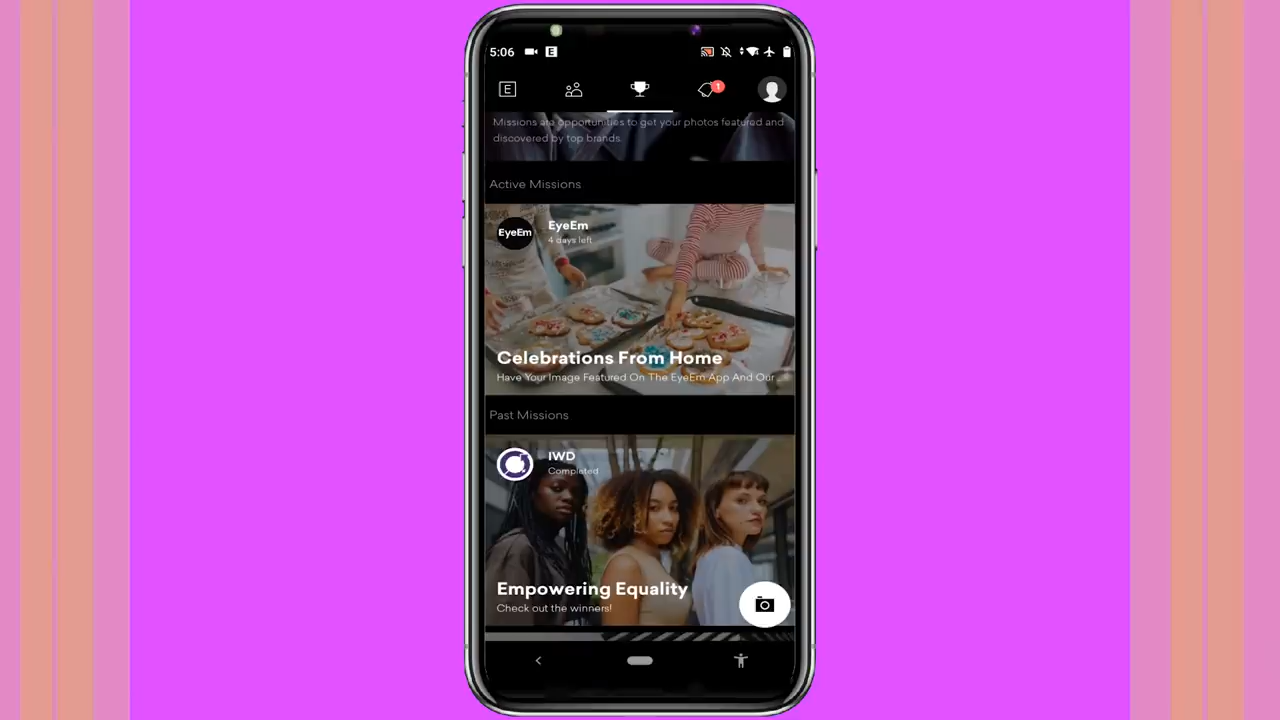 5:06 E
E 1
Missions are opportunities to get your photos featured and
discovered by top brands.
Active Missions
EyeEm EyeEm
4 days left
Celebrations From Home
Have Your Image Featured On The EyeEm App And Our ...
Past Missions
IWD
Completed
Empowering Equality
Check out the winners!